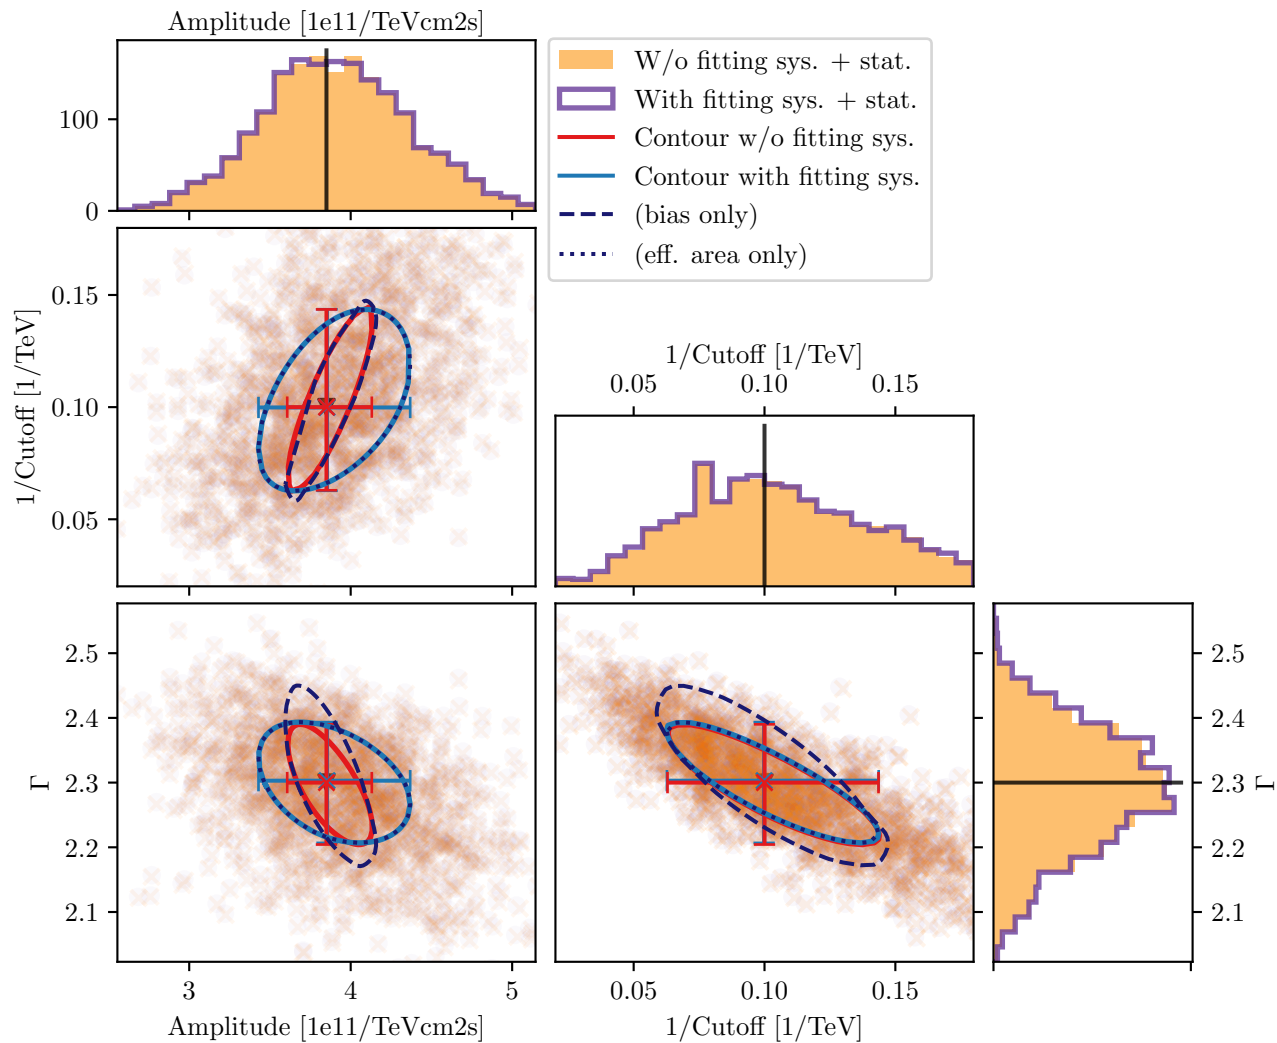 Amplitude [1e11/TeVcm2s]
100
0
W/o fitting sys. + stat.
With fitting sys. + stat.
Contour w/o fitting sys.
Contour with fitting sys.
(bias only)
(eff. area only)
1/Cutoff [1/TeV]
0.15
0.10
0.05
1/Cutoff [1/TeV]
0.05 0.10 0.15
Γ
2.5
2.4
2.3
2.2
2.1
3 4 5
Amplitude [1e11/TeVcm2s]
0.05 0.10 0.15
1/Cutoff [1/TeV]
2.5
2.4
2.3
2.2
2.1
Γ